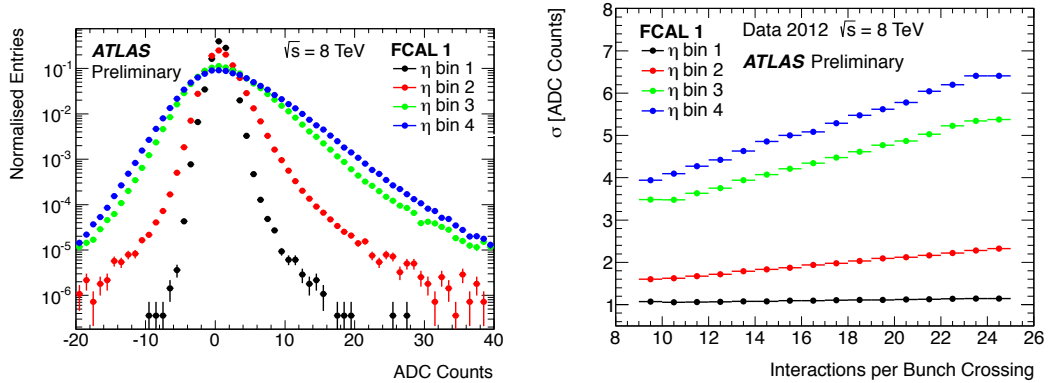 Normalised Entries
ATLAS
Preliminary
√s = 8 TeV
FCAL 1
η bin 1
η bin 2
η bin 3
η bin 4
10⁻¹
10⁻²
10⁻³
10⁻⁴
10⁻⁵
10⁻⁶
-20 -10 0 10 20 30 40
ADC Counts
σ [ADC Counts]
FCAL 1
η bin 1
η bin 2
η bin 3
η bin 4
Data 2012 √s = 8 TeV
ATLAS Preliminary
8
7
6
5
4
3
2
1
8 10 12 14 16 18 20 22 24 26
Interactions per Bunch Crossing